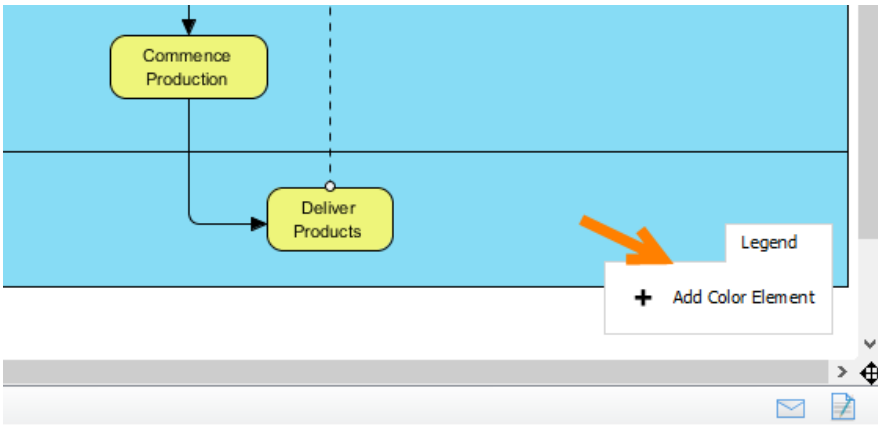 Commence
Production
Deliver
Products
Legend
+ Add Color Element